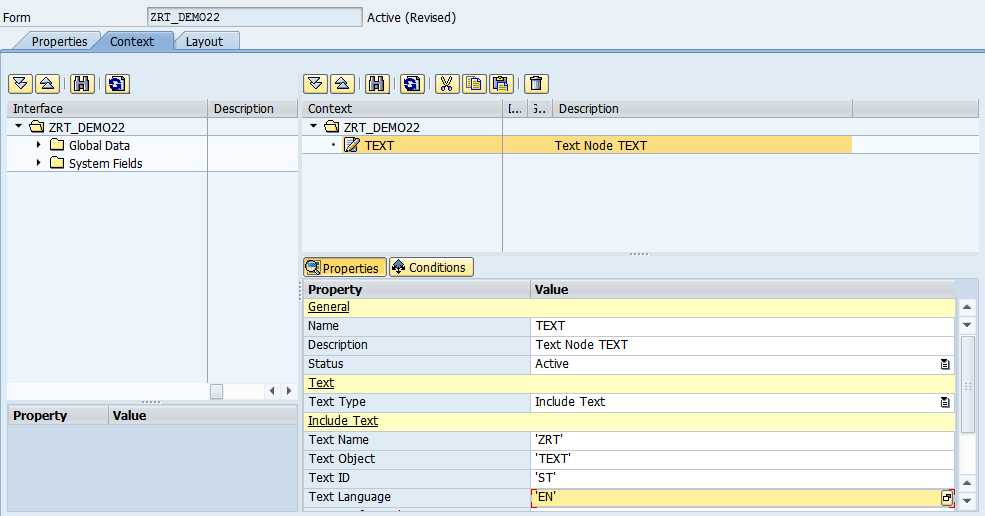 Form ZRT_DEMO22 Active (Revised)
Properties Context Layout
Interface Description
ZRT_DEMO22
Global Data
System Fields
Property Value
Context I... G.. Description
ZRT_DEMO22
TEXT Text Node TEXT
Properties Conditions
Property Value
General
Name TEXT
Description Text Node TEXT
Status Active
Text
Text Type Include Text
Include Text
Text Name 'ZRT'
Text Object 'TEXT'
Text ID 'ST'
Text Language 'EN'